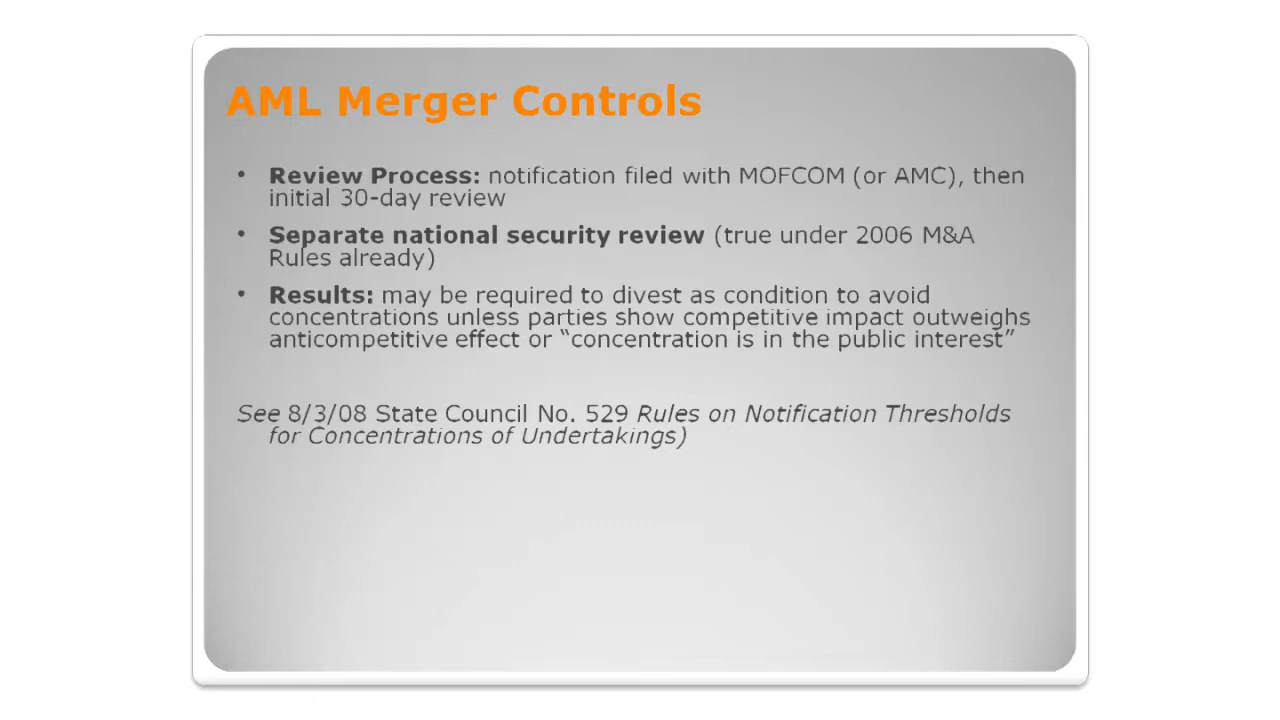 AML Merger Controls
• Review Process: notification filed with MOFCOM (or AMC), then
initial 30-day review
• Separate national security review (true under 2006 M&A
Rules already)
• Results: may be required to divest as condition to avoid
concentrations unless parties show competitive impact outweighs
anticompetitive effect or “concentration is in the public interest”
See 8/3/08 State Council No. 529 Rules on Notification Thresholds
for Concentrations of Undertakings)